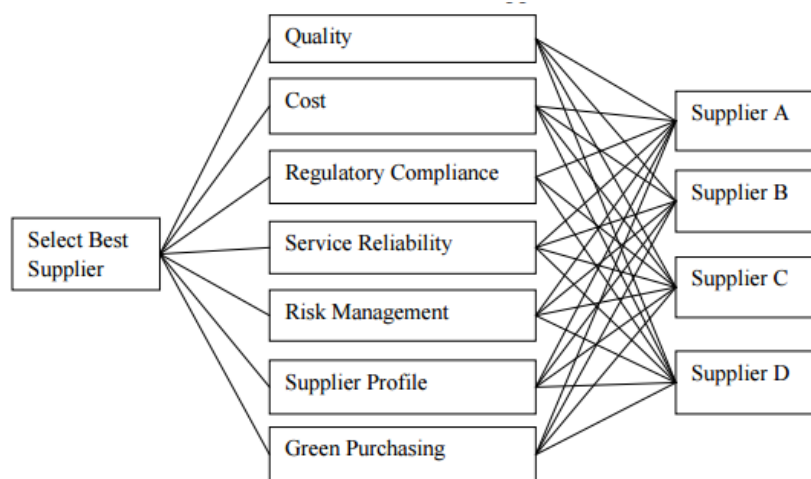 Quality
Cost
Regulatory Compliance
Select Best
Supplier
Service Reliability
Risk Management
Supplier Profile
Green Purchasing
Supplier A
Supplier B
Supplier C
Supplier D